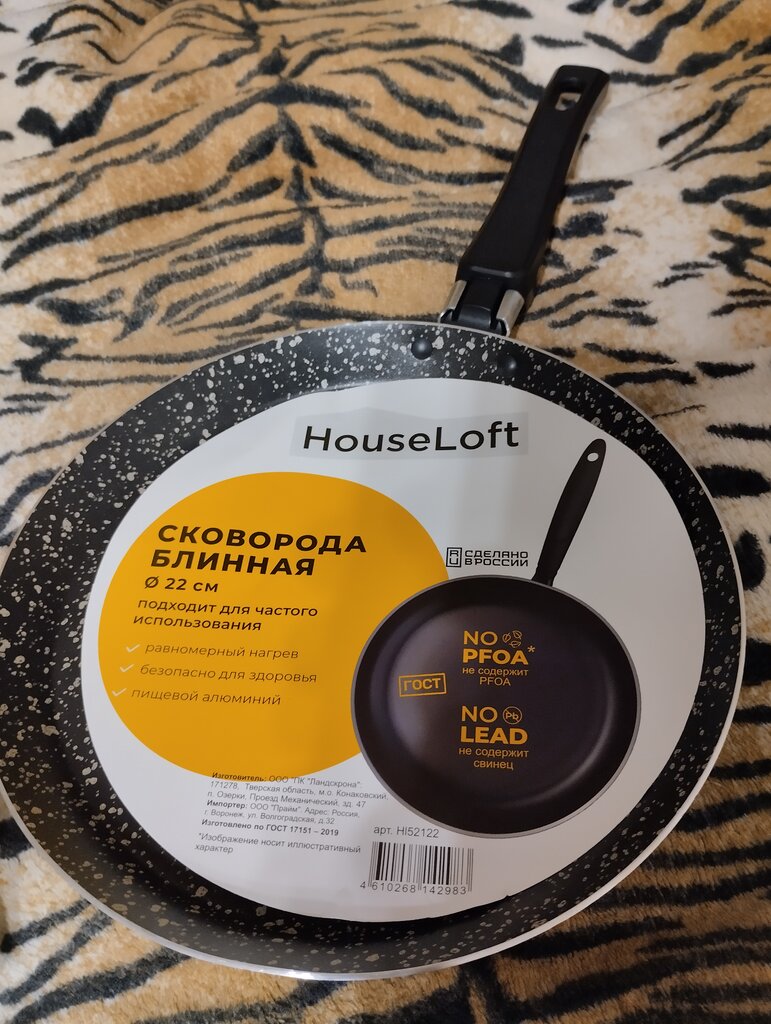 HouseLoft
СКОВОРОДА
БЛИННАЯ
Ø 22 см
подходит для частого
использования
равномерный нагрев
безопасно для здоровья
пищевой алюминий
СДЕЛАНО
В РОССИИ
NO
PFOA*
не содержит
PFOA
ГОСТ
NO Pb
LEAD
не содержит
свинец
Изготовитель: ООО "ПК "Ландскрона":
171278, Тверская область, м.о. Конаковский,
п. Озерки, Проезд Механический, зд. 47
Импортер: ООО "Прайм". Адрес: Россия,
г. Воронеж, ул. Волгоградская, д.32
Изготовлено по ГОСТ 17151 – 2019
*Изображение носит иллюстративный
характер
арт. HI52122
4 610268 142983